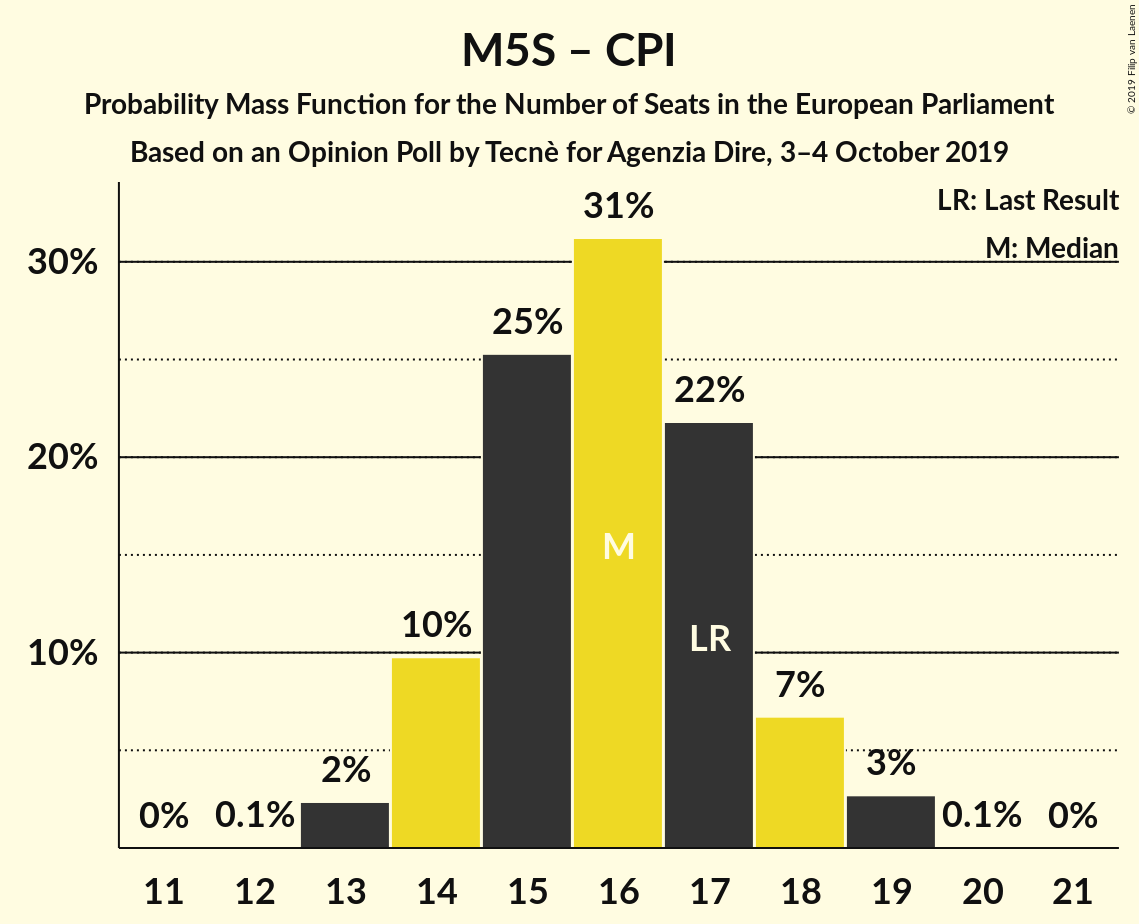 M5S – CPI
Probability Mass Function for the Number of Seats in the European Parliament
Based on an Opinion Poll by Tecnè for Agenzia Dire, 3–4 October 2019
© 2019 Filip van Laenen
LR: Last Result
M: Median
30%
20%
10%
0%
0.1%
2%
10%
25%
31%
22%
7%
3%
0.1%
0%
M
LR
11 12 13 14 15 16 17 18 19 20 21